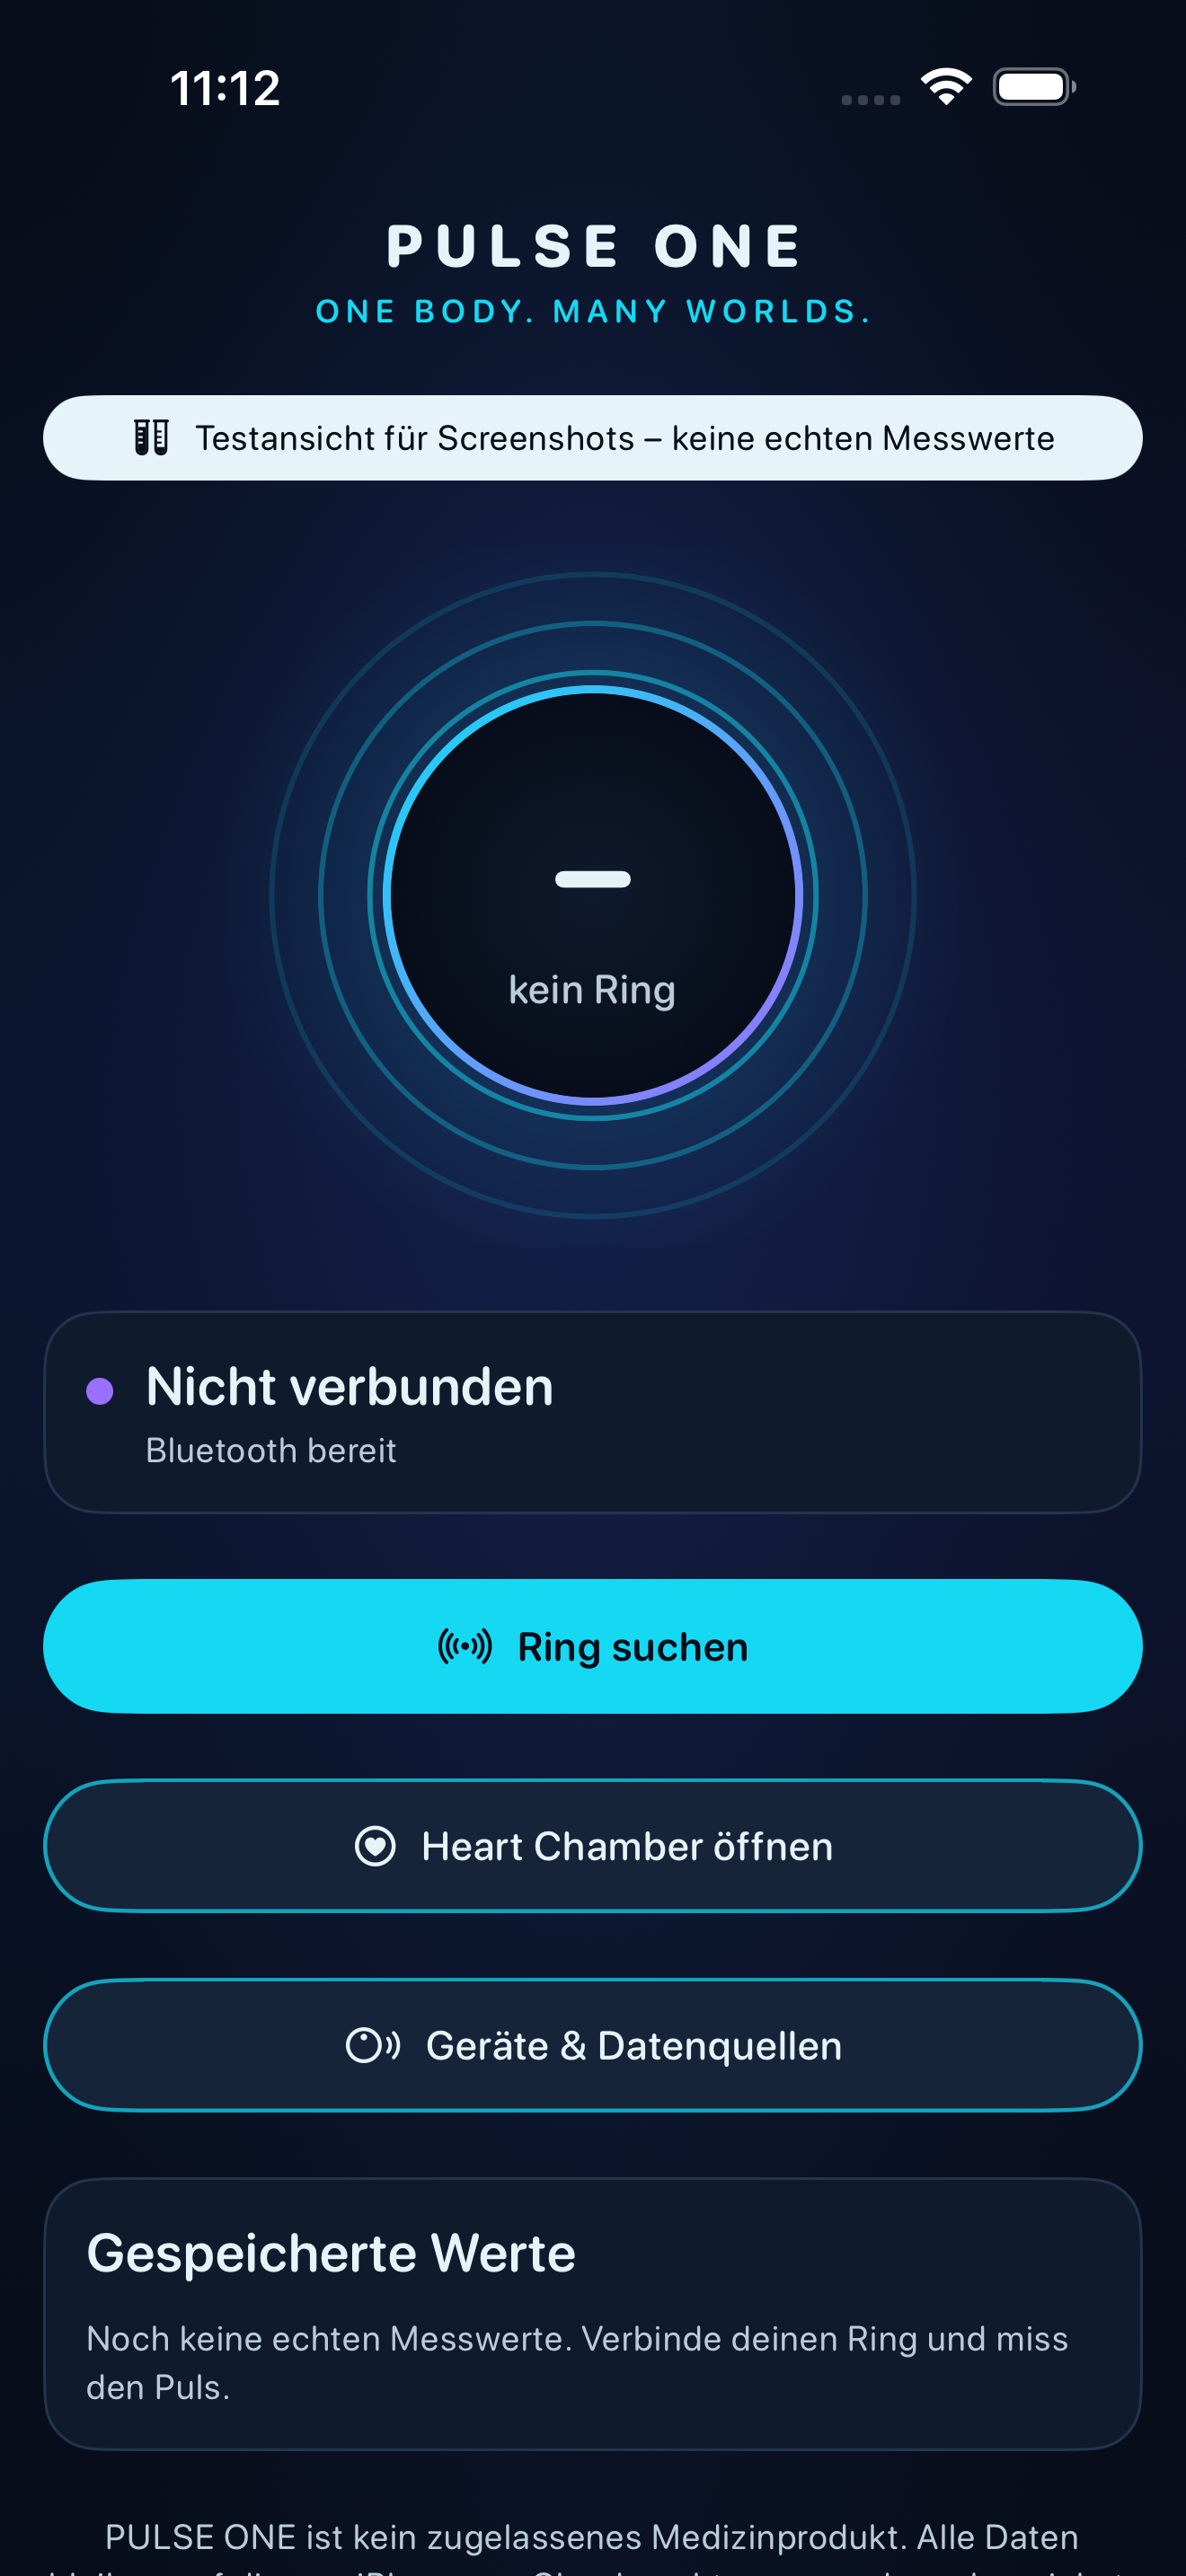 11:12
PULSE ONE
ONE BODY. MANY WORLDS.
Testansicht für Screenshots – keine echten Messwerte
–
kein Ring
Nicht verbunden
Bluetooth bereit
Ring suchen
Heart Chamber öffnen
Geräte & Datenquellen
Gespeicherte Werte
Noch keine echten Messwerte. Verbinde deinen Ring und miss
den Puls.
PULSE ONE ist kein zugelassenes Medizinprodukt. Alle Daten